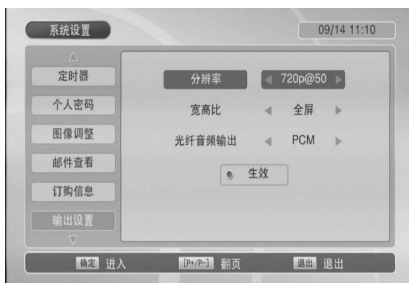 系统设置
09/14 11:10
定时器
个人密码
图像调整
邮件查看
订购信息
输出设置
分辨率 720p@50
宽高比 全屏
光纤音频输出 PCM
生效
确定 进入
[P+/P-] 翻页
退出 退出